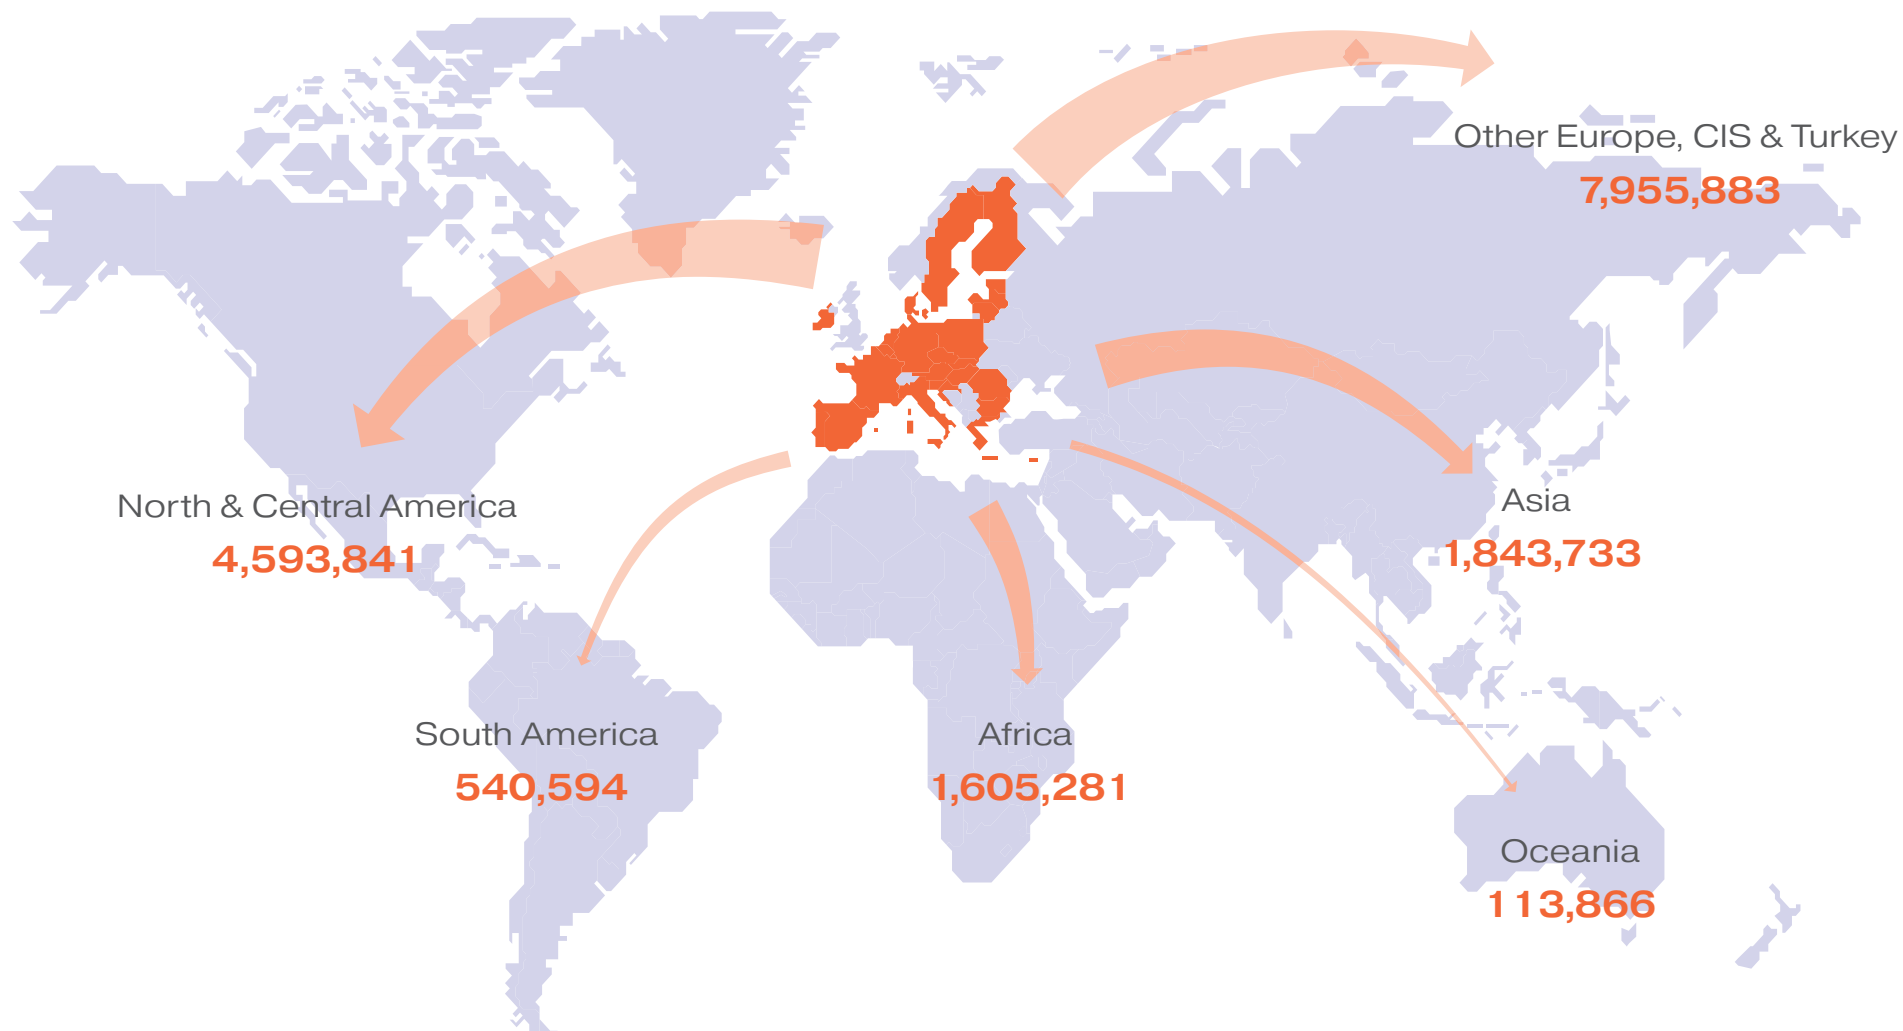 Other Europe, CIS & Turkey
7,955,883
North & Central America
4,593,841
Asia
1,843,733
South America
540,594
Africa
1,605,281
Oceania
113,866